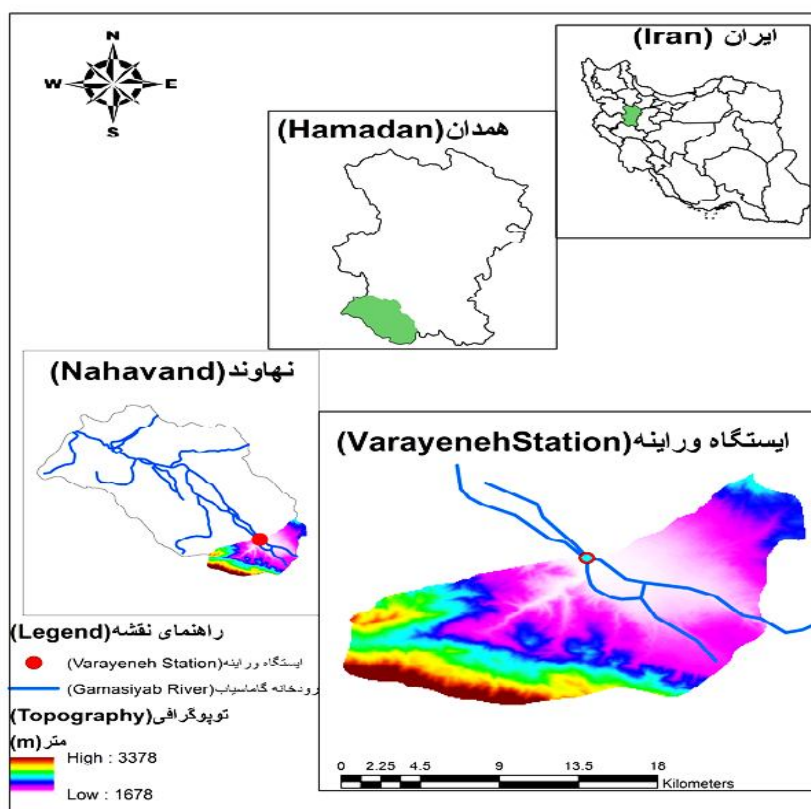 N
W E
S
ایران (Iran)
همدان(Hamadan)
نهاوند(Nahavand)
ایستگاه وراینه(VarayenehStation)
راهنمای نقشه(Legend)
ایستگاه وراینه(Varayeneh Station)
رودخانه گاماسیاب(Gamasiyab River)
توپوگرافی(Topography)
متر(m)
High : 3378
Low : 1678
0 2.25 4.5 9 13.5 18
Kilometers